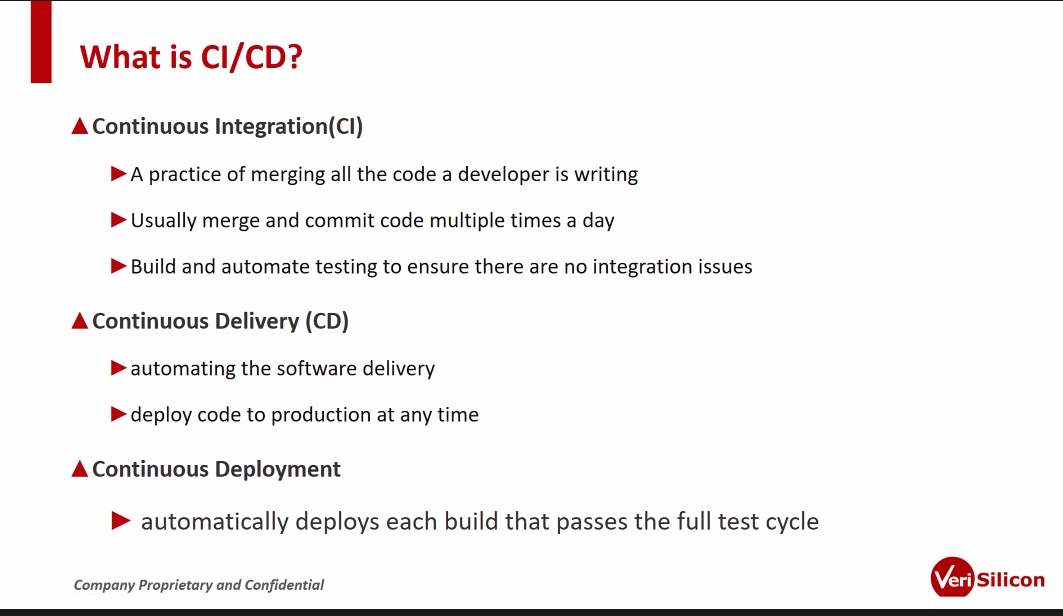 What is CI/CD?
Continuous Integration(CI)
A practice of merging all the code a developer is writing
Usually merge and commit code multiple times a day
Build and automate testing to ensure there are no integration issues
Continuous Delivery (CD)
automating the software delivery
deploy code to production at any time
Continuous Deployment
automatically deploys each build that passes the full test cycle
Company Proprietary and Confidential
VeriSilicon